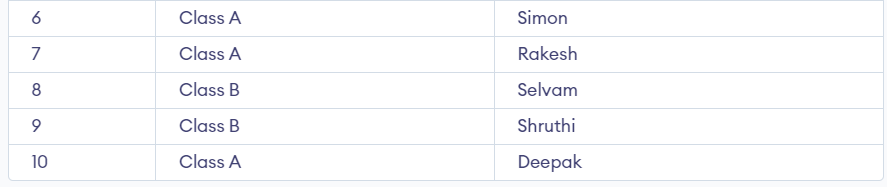 6 Class A Simon
7 Class A Rakesh
8 Class B Selvam
9 Class B Shruthi
10 Class A Deepak